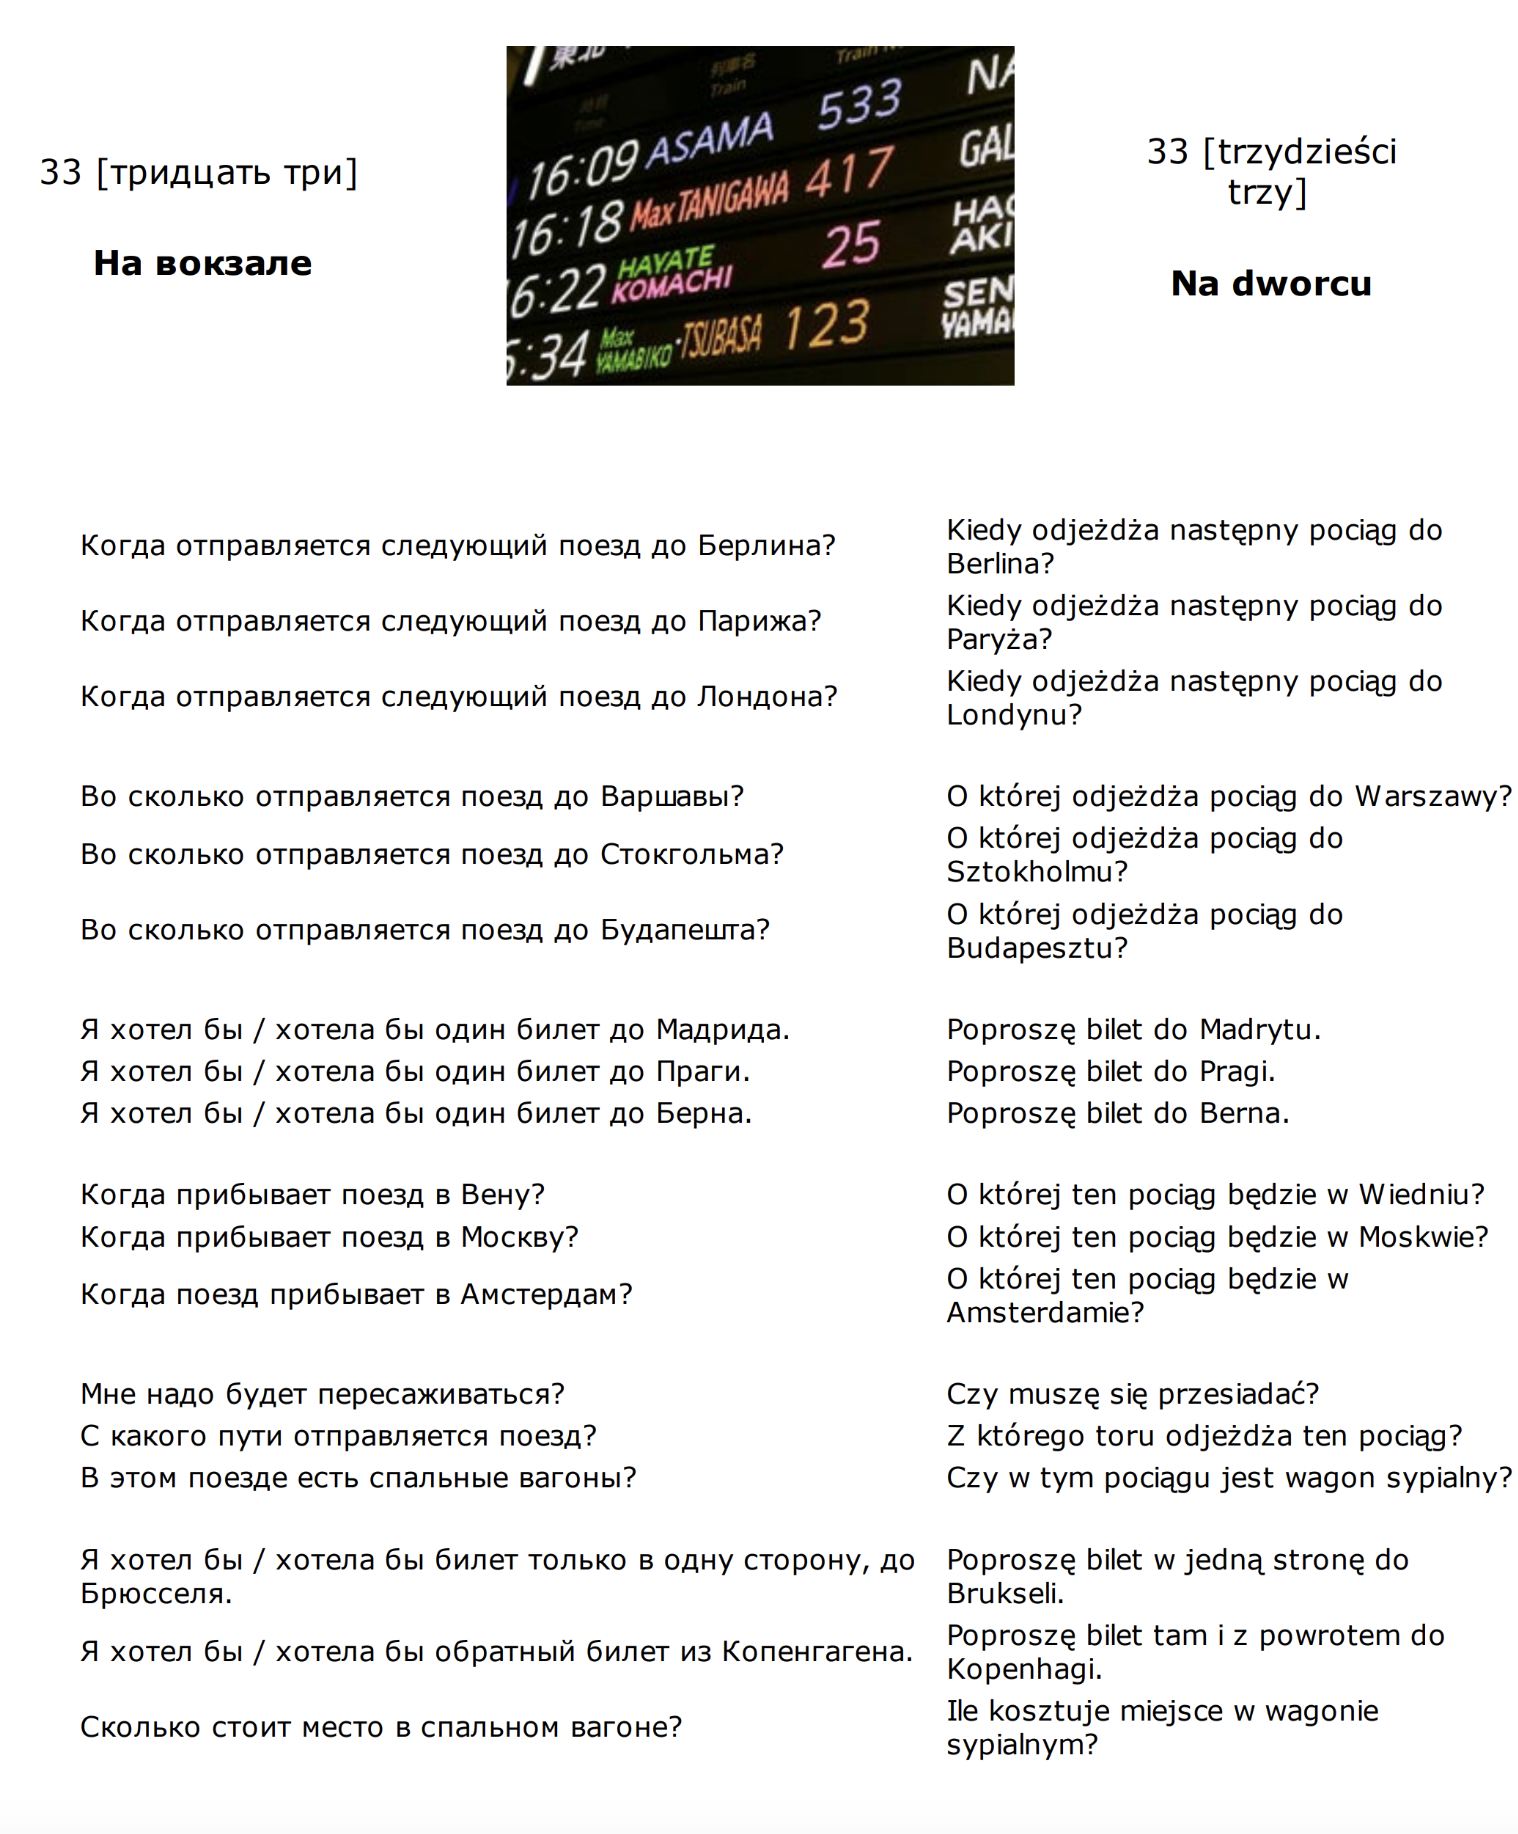 33 [тридцать три]
На вокзале
東北
列車名
Train
時刻
Time
16:09 ASAMA 533
16:18 Max TANIGAWA 417
6:22 HAYATE KOMACHI 25
:34 Max YAMABIKO·TSUBASA 123
33 [trzydzieści
trzy]
Na dworcu
Когда отправляется следующий поезд до Берлина?
Kiedy odjeżdża następny pociąg do
Berlina?
Когда отправляется следующий поезд до Парижа?
Kiedy odjeżdża następny pociąg do
Paryża?
Когда отправляется следующий поезд до Лондона?
Kiedy odjeżdża następny pociąg do
Londynu?
Во сколько отправляется поезд до Варшавы?
O której odjeżdża pociąg do Warszawy?
Во сколько отправляется поезд до Стокгольма?
O której odjeżdża pociąg do
Sztokholmu?
Во сколько отправляется поезд до Будапешта?
O której odjeżdża pociąg do
Budapesztu?
Я хотел бы / хотела бы один билет до Мадрида.
Poproszę bilet do Madrytu.
Я хотел бы / хотела бы один билет до Праги.
Poproszę bilet do Pragi.
Я хотел бы / хотела бы один билет до Берна.
Poproszę bilet do Berna.
Когда прибывает поезд в Вену?
O której ten pociąg będzie w Wiedniu?
Когда прибывает поезд в Москву?
O której ten pociąg będzie w Moskwie?
Когда поезд прибывает в Амстердам?
O której ten pociąg będzie w
Amsterdamie?
Мне надо будет пересаживаться?
Czy muszę się przesiadać?
С какого пути отправляется поезд?
Z którego toru odjeżdża ten pociąg?
В этом поезде есть спальные вагоны?
Czy w tym pociągu jest wagon sypialny?
Я хотел бы / хотела бы билет только в одну сторону, до
Брюсселя.
Poproszę bilet w jedną stronę do
Brukseli.
Я хотел бы / хотела бы обратный билет из Копенгагена.
Poproszę bilet tam i z powrotem do
Kopenhagi.
Сколько стоит место в спальном вагоне?
Ile kosztuje miejsce w wagonie
sypialnym?